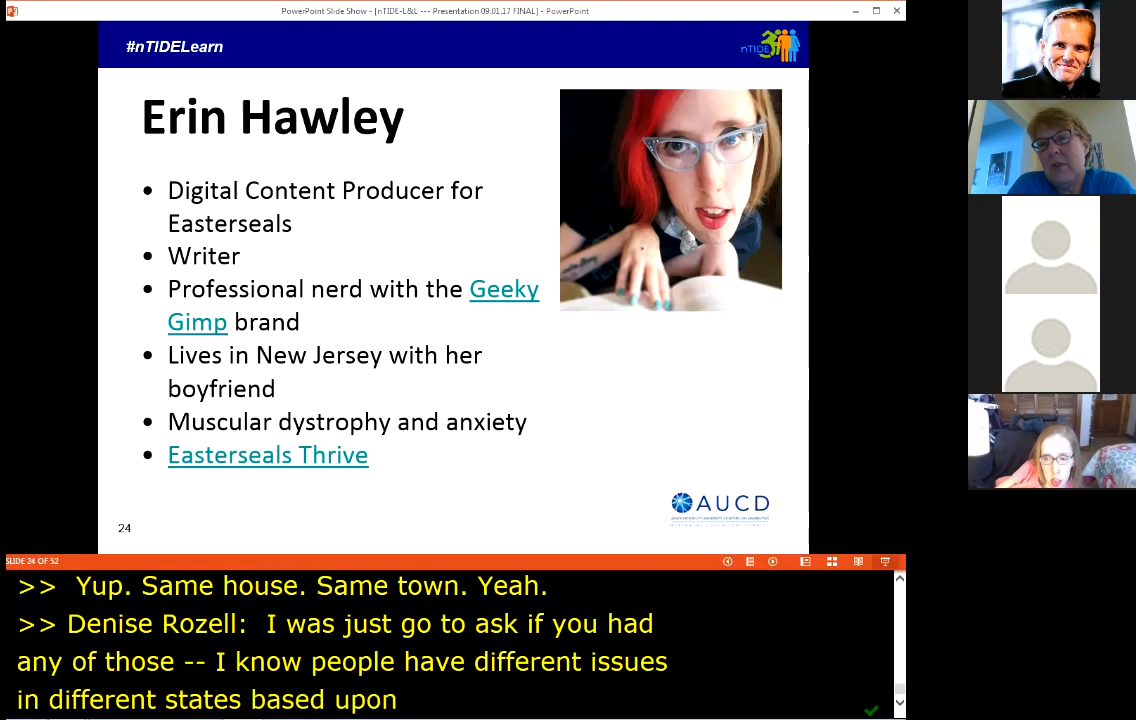 PowerPoint Slide Show - [nTIDE-L&L --- Presentation 09.01.17 FINAL] - PowerPoint
#nTIDELearn
nTIDE
Erin Hawley
• Digital Content Producer for
Easterseals
• Writer
• Professional nerd with the Geeky
Gimp brand
• Lives in New Jersey with her
boyfriend
• Muscular dystrophy and anxiety
• Easterseals Thrive
AUCD
24
SLIDE 24 OF 52
>>  Yup. Same house. Same town. Yeah.
>> Denise Rozell:  I was just go to ask if you had
any of those -- I know people have different issues
in different states based upon